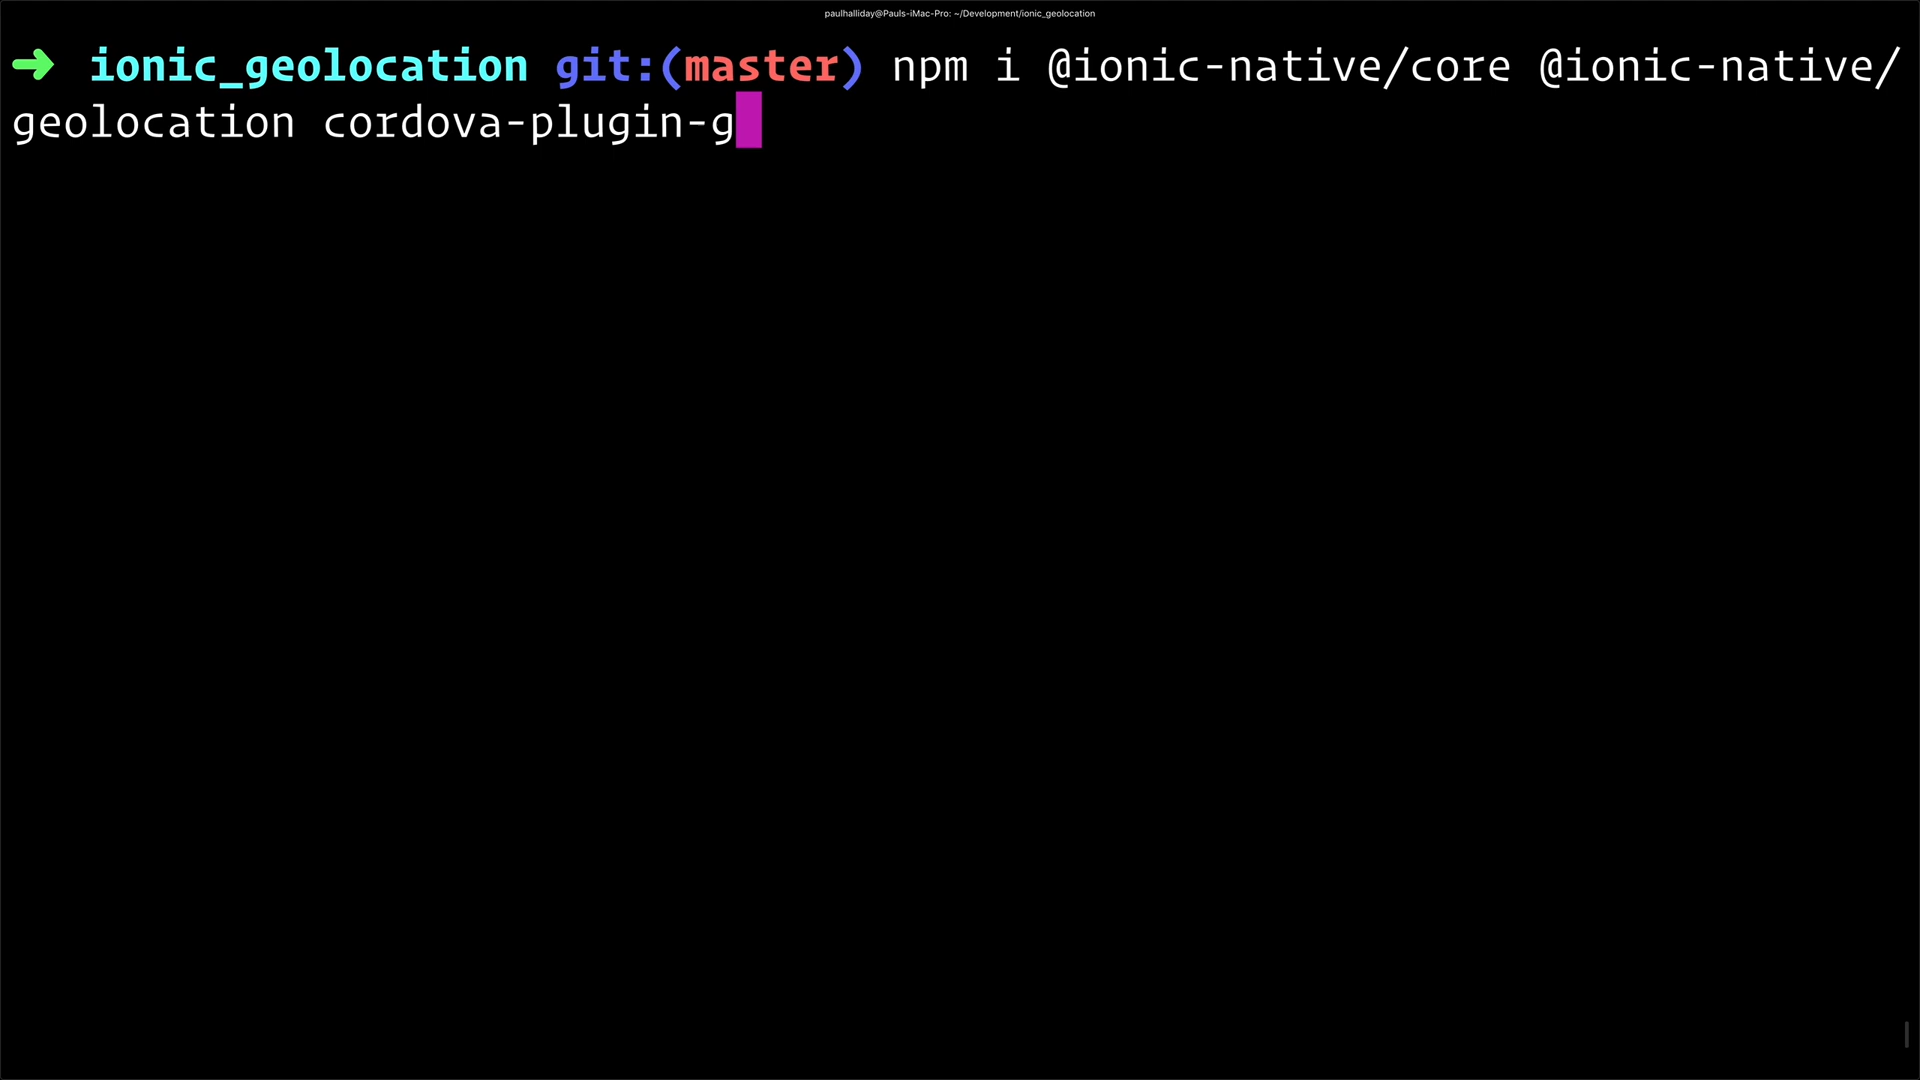 paulhalliday@Pauls-iMac-Pro: ~/Development/ionic_geolocation
➜ ionic_geolocation git:(master) npm i @ionic-native/core @ionic-native/
geolocation cordova-plugin-g